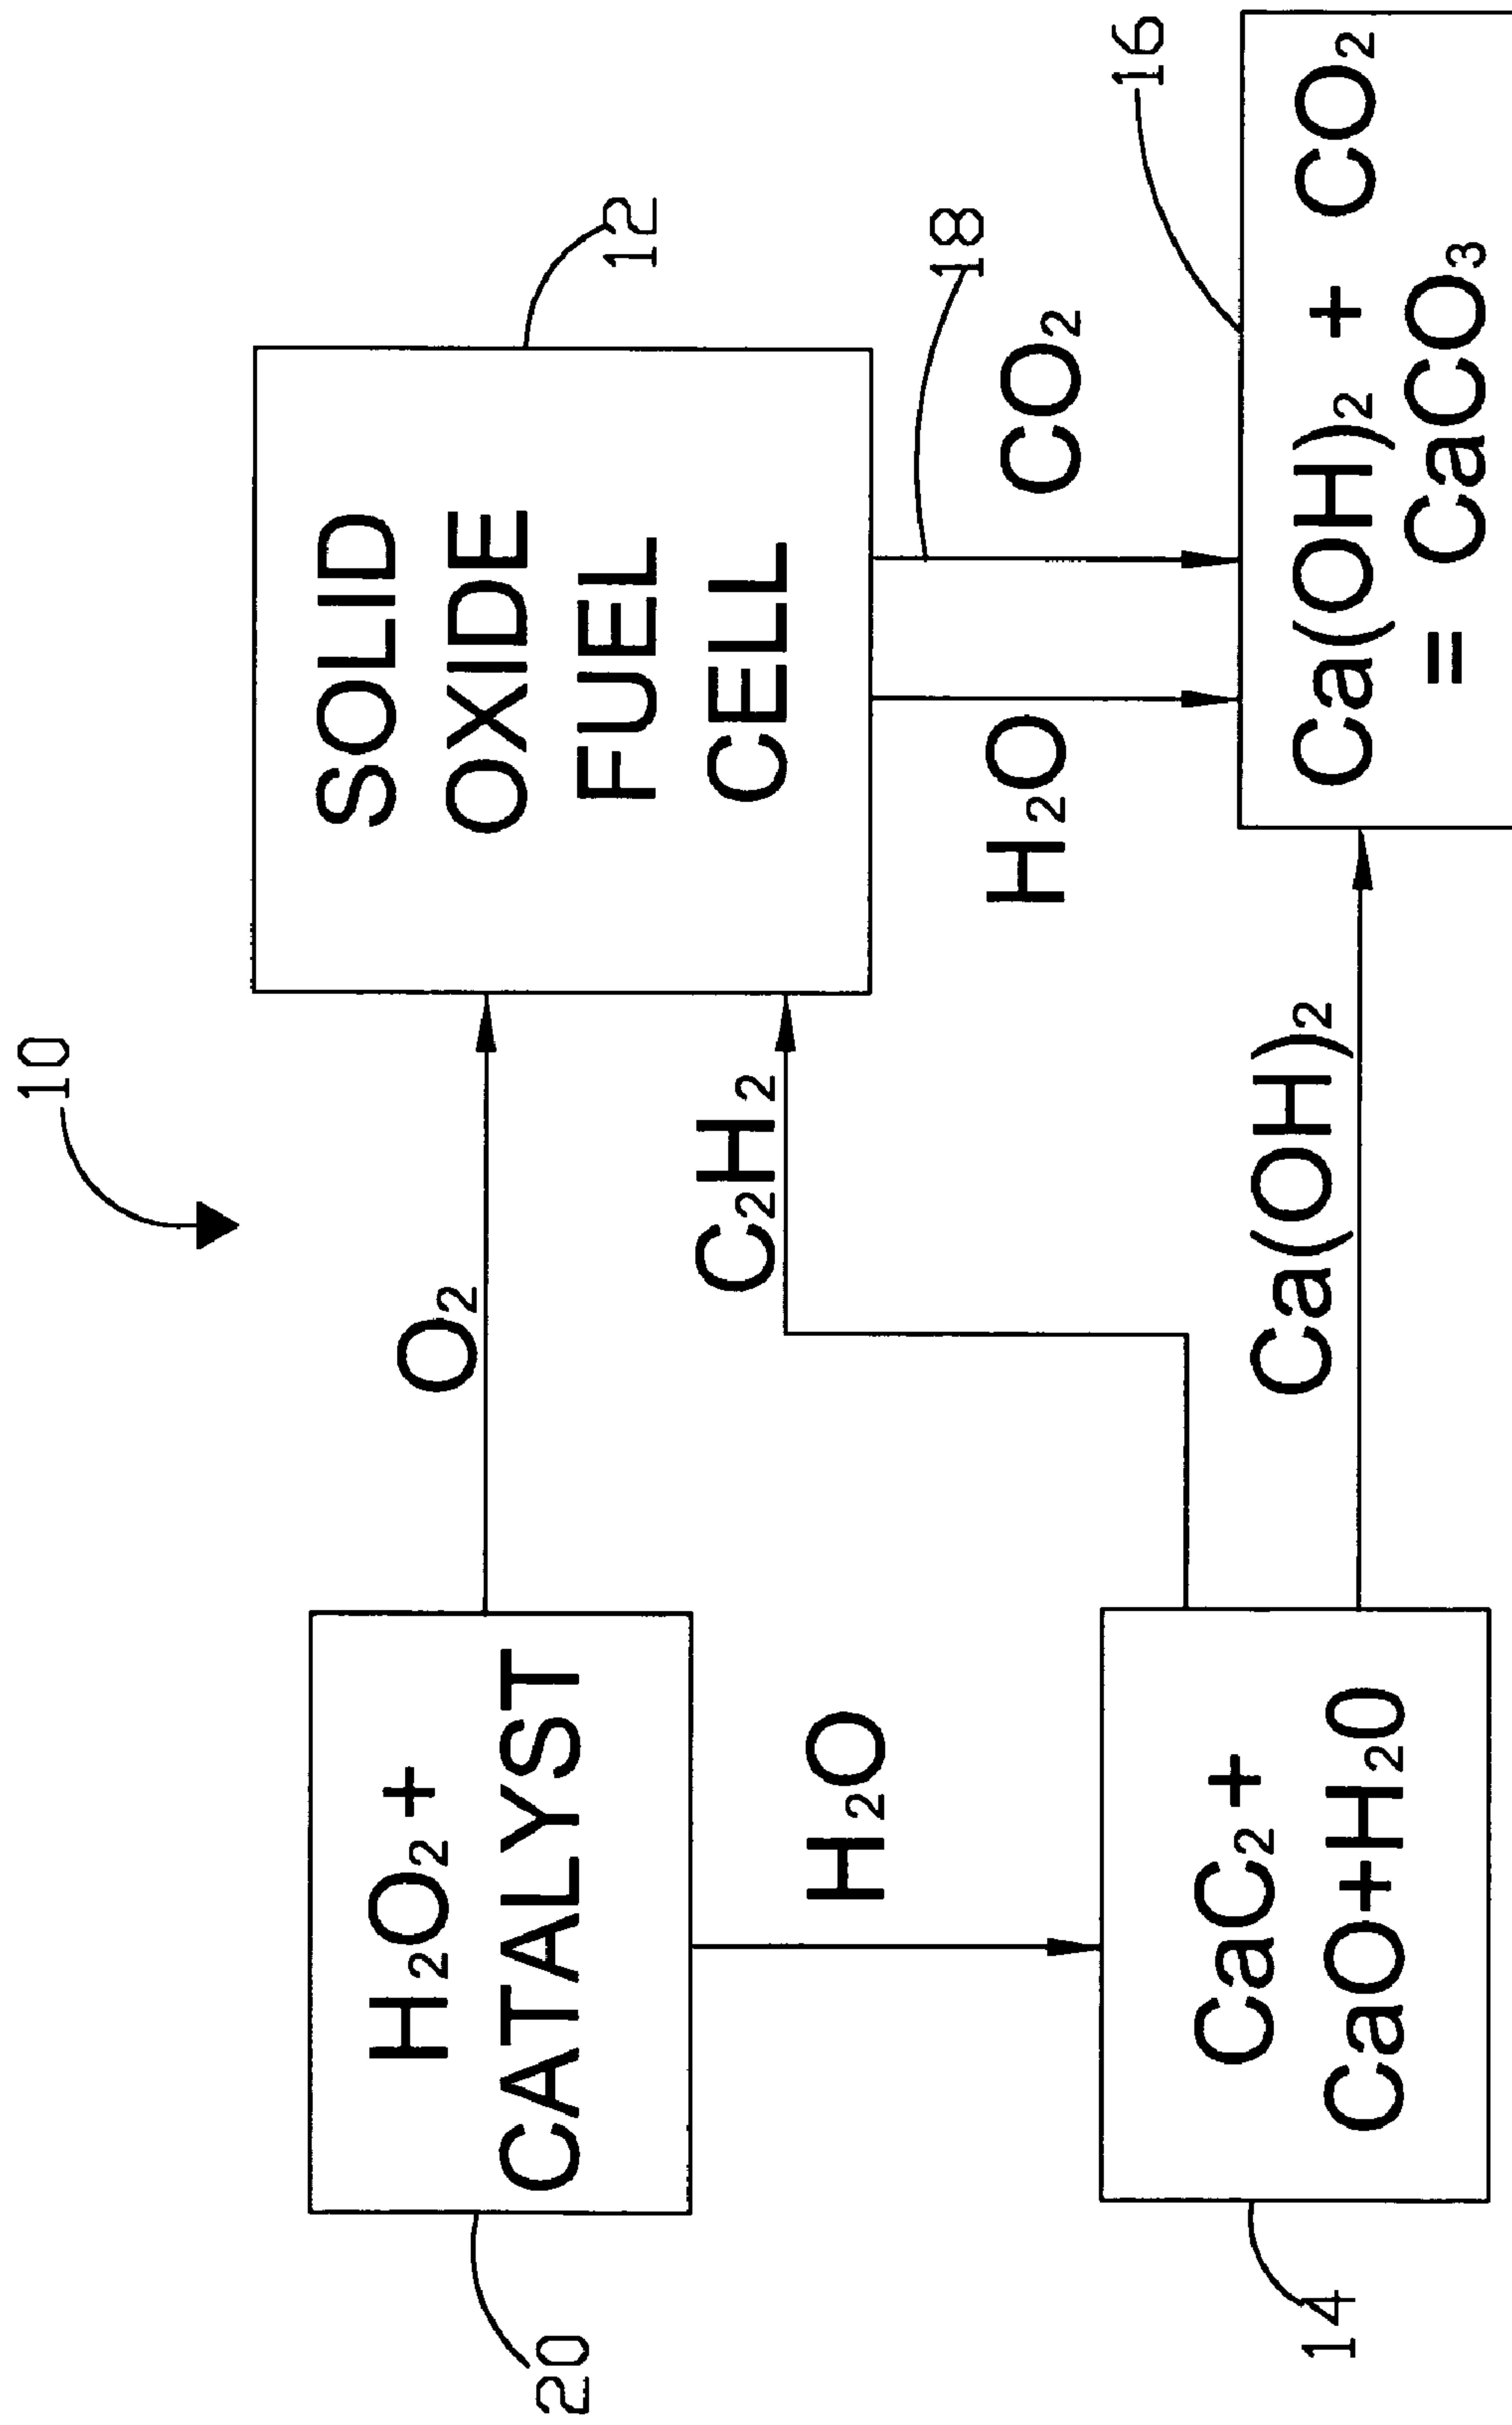 10
H₂O₂+
CATALYST
20
O₂
SOLID
OXIDE
FUEL
CELL
12
C₂H₂
H₂O
H₂O
18
CO₂
CaC₂+
CaO+H₂0
14
Ca(OH)₂
Ca(OH)₂ + CO₂
= CaCO₃
16